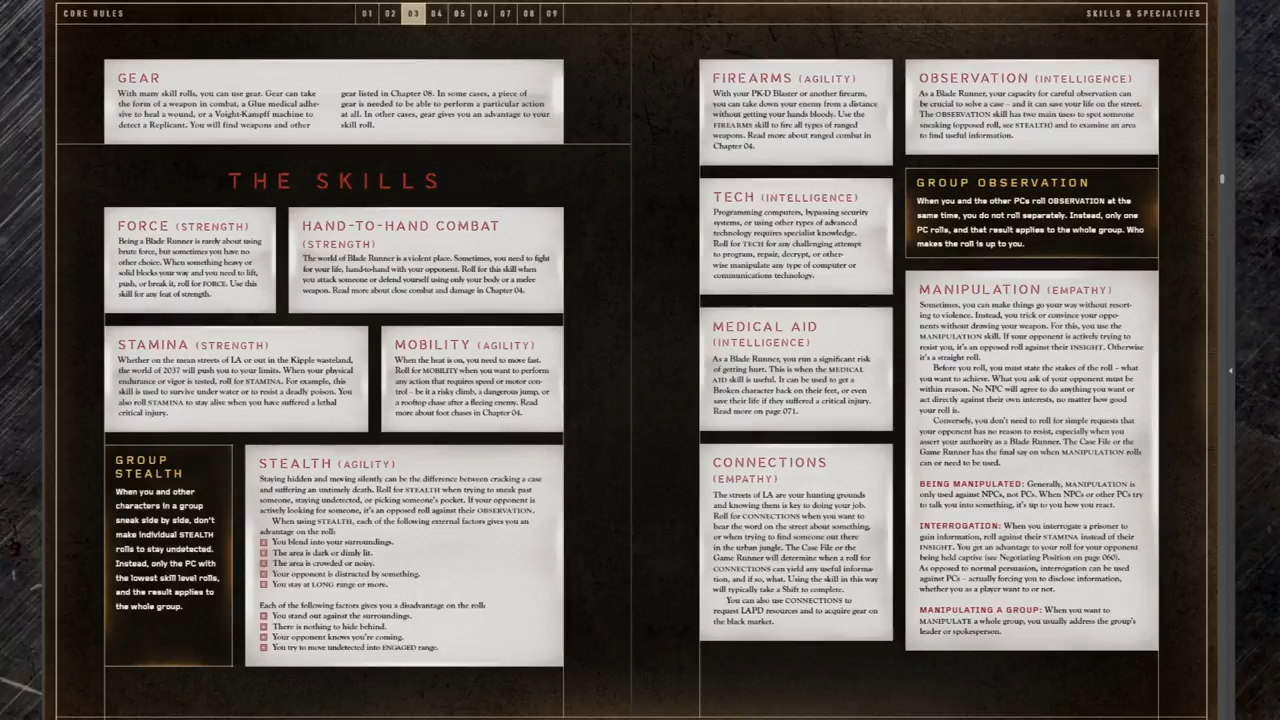 CORE RULES
01 02 03 04 05 06 07 08 09
SKILLS & SPECIALTIES
GEAR
With many skill rolls, you can use gear. Gear can take
the form of a weapon in combat, a Glue medical adhe-
sive to heal a wound, or a Voight-Kampff machine to
detect a Replicant. You will find weapons and other
gear listed in Chapter 08. In some cases, a piece of
gear is needed to be able to perform a particular action
at all. In other cases, gear gives you an advantage to your
skill roll.
THE SKILLS
FORCE (STRENGTH)
Being a Blade Runner is rarely about using
brute force, but sometimes you have no
other choice. When something heavy or
solid blocks your way and you need to lift,
push, or break it, roll for FORCE. Use this
skill for any feat of strength.
HAND-TO-HAND COMBAT
(STRENGTH)
The world of Blade Runner is a violent place. Sometimes, you need to fight
for your life, hand-to-hand with your opponent. Roll for this skill when
you attack someone or defend yourself using only your body or a melee
weapon. Read more about close combat and damage in Chapter 04.
STAMINA (STRENGTH)
Whether on the mean streets of LA or out in the Kipple wasteland,
the world of 2037 will push you to your limits. When your physical
endurance or vigor is tested, roll for STAMINA. For example, this
skill is used to survive under water or to resist a deadly poison. You
also roll STAMINA to stay alive when you have suffered a lethal
critical injury.
MOBILITY (AGILITY)
When the heat is on, you need to move fast.
Roll for MOBILITY when you want to perform
any action that requires speed or motor con-
trol – be it a risky climb, a dangerous jump, or
a rooftop chase after a fleeing enemy. Read
more about foot chases in Chapter 04.
GROUP
STEALTH
When you and other
characters in a group
sneak side by side, don't
make individual STEALTH
rolls to stay undetected.
Instead, only the PC with
the lowest skill level rolls,
and the result applies to
the whole group.
STEALTH (AGILITY)
Staying hidden and moving silently can be the difference between cracking a case
and suffering an untimely death. Roll for STEALTH when trying to sneak past
someone, staying undetected, or picking someone's pocket. If your opponent is
actively looking for someone, it's an opposed roll against their OBSERVATION.
When using STEALTH, each of the following external factors gives you an
advantage on the roll:
You blend into your surroundings.
The area is dark or dimly lit.
The area is crowded or noisy.
Your opponent is distracted by something.
You stay at LONG range or more.
Each of the following factors gives you a disadvantage on the roll:
You stand out against the surroundings.
There is nothing to hide behind.
Your opponent knows you're coming.
You try to move undetected into ENGAGED range.
FIREARMS (AGILITY)
With your PK-D Blaster or another firearm,
you can take down your enemy from a distance
without getting your hands bloody. Use the
FIREARMS skill to fire all types of ranged
weapons. Read more about ranged combat in
Chapter 04.
TECH (INTELLIGENCE)
Programming computers, bypassing security
systems, or using other types of advanced
technology requires specialist knowledge.
Roll for TECH for any challenging attempt
to program, repair, decrypt, or other-
wise manipulate any type of computer or
communications technology.
MEDICAL AID
(INTELLIGENCE)
As a Blade Runner, you run a significant risk
of getting hurt. This is when the MEDICAL
AID skill is useful. It can be used to get a
Broken character back on their feet, or even
save their life if they suffered a critical injury.
Read more on page 071.
CONNECTIONS
(EMPATHY)
The streets of LA are your hunting grounds
and knowing them is key to doing your job.
Roll for CONNECTIONS when you want to
hear the word on the street about something,
or when trying to find someone out there
in the urban jungle. The Case File or the
Game Runner will determine when a roll for
CONNECTIONS can yield any useful informa-
tion, and if so, what. Using the skill in this way
will typically take a Shift to complete.
You can also use CONNECTIONS to
request LAPD resources and to acquire gear on
the black market.
OBSERVATION (INTELLIGENCE)
As a Blade Runner, your capacity for careful observation can
be crucial to solve a case – and it can save your life on the street.
The OBSERVATION skill has two main uses: to spot someone
sneaking (opposed roll, see STEALTH) and to examine an area
to find useful information.
GROUP OBSERVATION
When you and the other PCs roll OBSERVATION at the
same time, you do not roll separately. Instead, only one
PC rolls, and that result applies to the whole group. Who
makes the roll is up to you.
MANIPULATION (EMPATHY)
Sometimes, you can make things go your way without resort-
ing to violence. Instead, you trick or convince your oppo-
nents without drawing your weapon. For this, you use the
MANIPULATION skill. If your opponent is actively trying to
resist you, it's an opposed roll against their INSIGHT. Otherwise
it's a straight roll.
Before you roll, you must state the stakes of the roll – what
you want to achieve. What you ask of your opponent must be
within reason. No NPC will agree to do anything you want or
act directly against their own interests, no matter how good
your roll is.
Conversely, you don't need to roll for simple requests that
your opponent has no reason to resist, especially when you
assert your authority as a Blade Runner. The Case File or the
Game Runner has the final say on when MANIPULATION rolls
can or need to be used.
BEING MANIPULATED: Generally, MANIPULATION is
only used against NPCs, not PCs. When NPCs or other PCs try
to talk you into something, it's up to you how you react.
INTERROGATION: When you interrogate a prisoner to
gain information, roll against their STAMINA instead of their
INSIGHT. You get an advantage to your roll for your opponent
being held captive (see Negotiating Position on page 060).
As opposed to normal persuasion, interrogation can be used
against PCs – actually forcing you to disclose information,
whether you as a player want to or not.
MANIPULATING A GROUP: When you want to
MANIPULATE a whole group, you usually address the group's
leader or spokesperson.